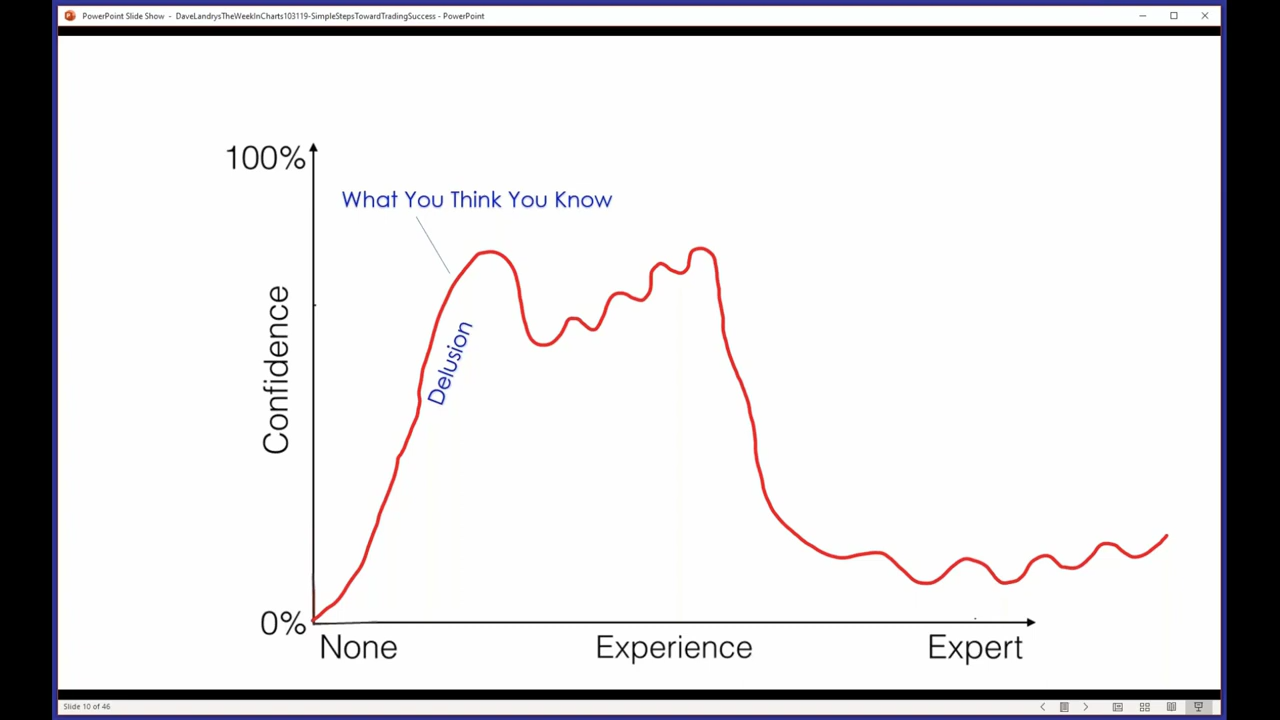 PowerPoint Slide Show - DaveLandrysTheWeekInCharts103119-SimpleStepsTowardTradingSuccess - PowerPoint
100%
What You Think You Know
Confidence
Delusion
0%
None
Experience
Expert
Slide 10 of 46